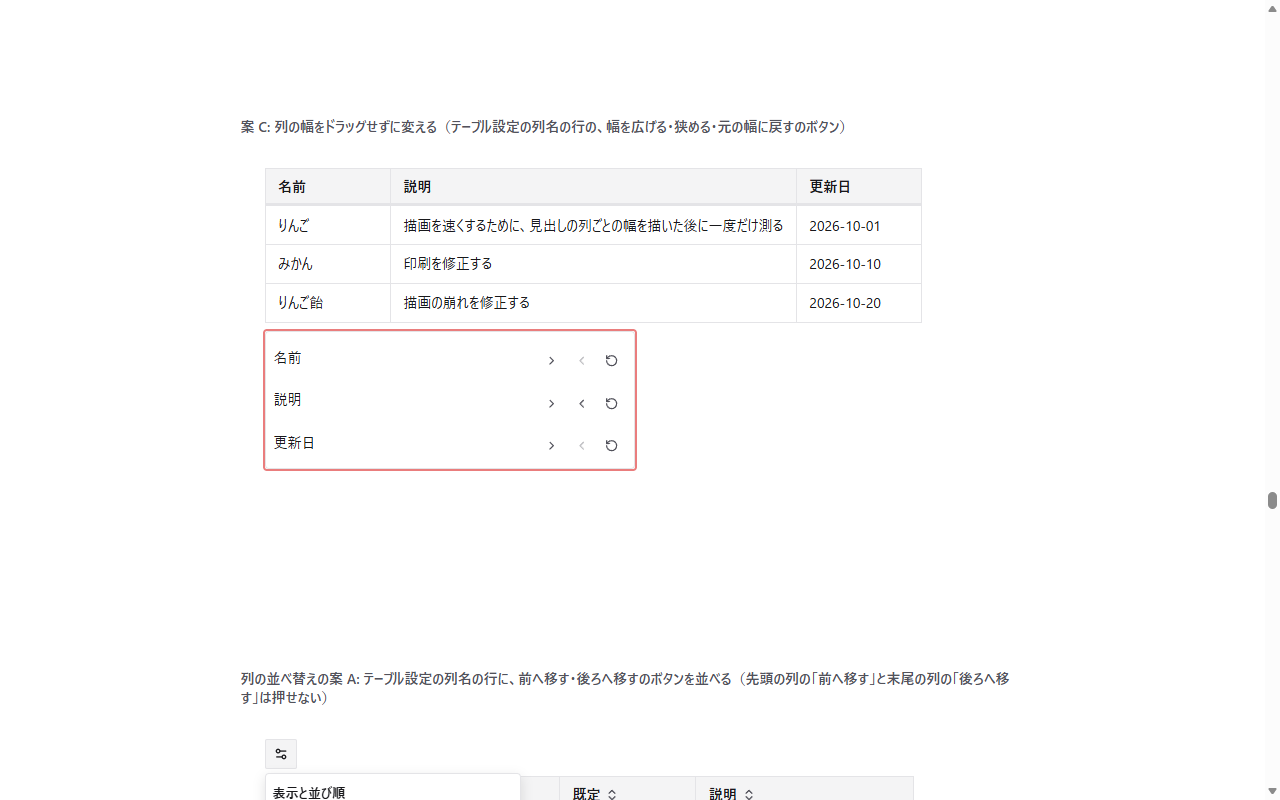 案 C: 列の幅をドラッグせずに変える（テーブル設定の列名の行の、幅を広げる・狭める・元の幅に戻すのボタン）
名前 説明 更新日
りんご 描画を速くするために、見出しの列ごとの幅を描いた後に一度だけ測る 2026-10-01
みかん 印刷を修正する 2026-10-10
りんご飴 描画の崩れを修正する 2026-10-20
名前
説明
更新日
列の並べ替えの案 A: テーブル設定の列名の行に、前へ移す・後ろへ移すのボタンを並べる（先頭の列の「前へ移す」と末尾の列の「後ろへ移
す」は押せない）
表示と並び順 既定 説明